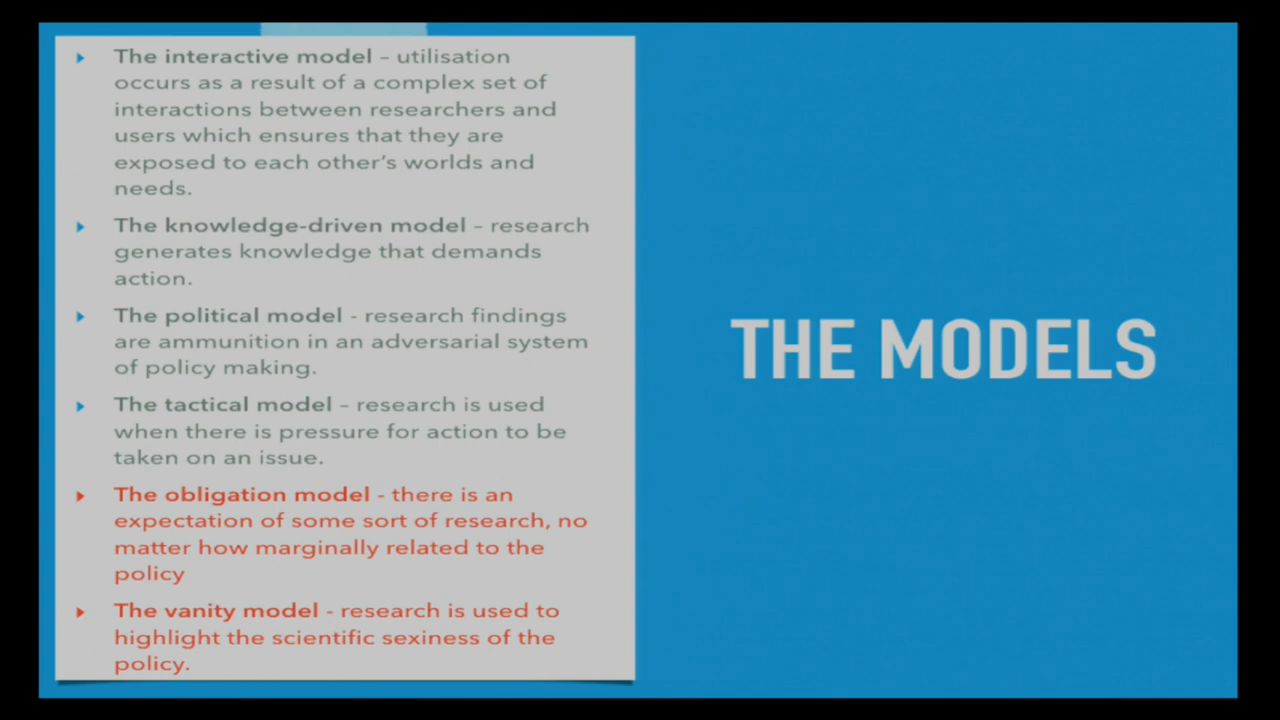 The interactive model – utilisation
occurs as a result of a complex set of
interactions between researchers and
users which ensures that they are
exposed to each other's worlds and
needs.
The knowledge-driven model – research
generates knowledge that demands
action.
The political model - research findings
are ammunition in an adversarial system
of policy making.
The tactical model – research is used
when there is pressure for action to be
taken on an issue.
The obligation model - there is an
expectation of some sort of research, no
matter how marginally related to the
policy
The vanity model - research is used to
highlight the scientific sexiness of the
policy.
THE MODELS